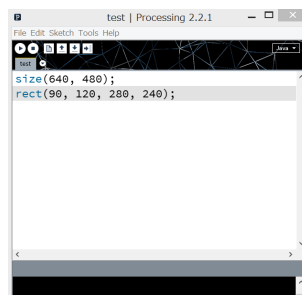 test | Processing 2.2.1
File Edit Sketch Tools Help
Java
test
size(640, 480);
rect(90, 120, 280, 240);